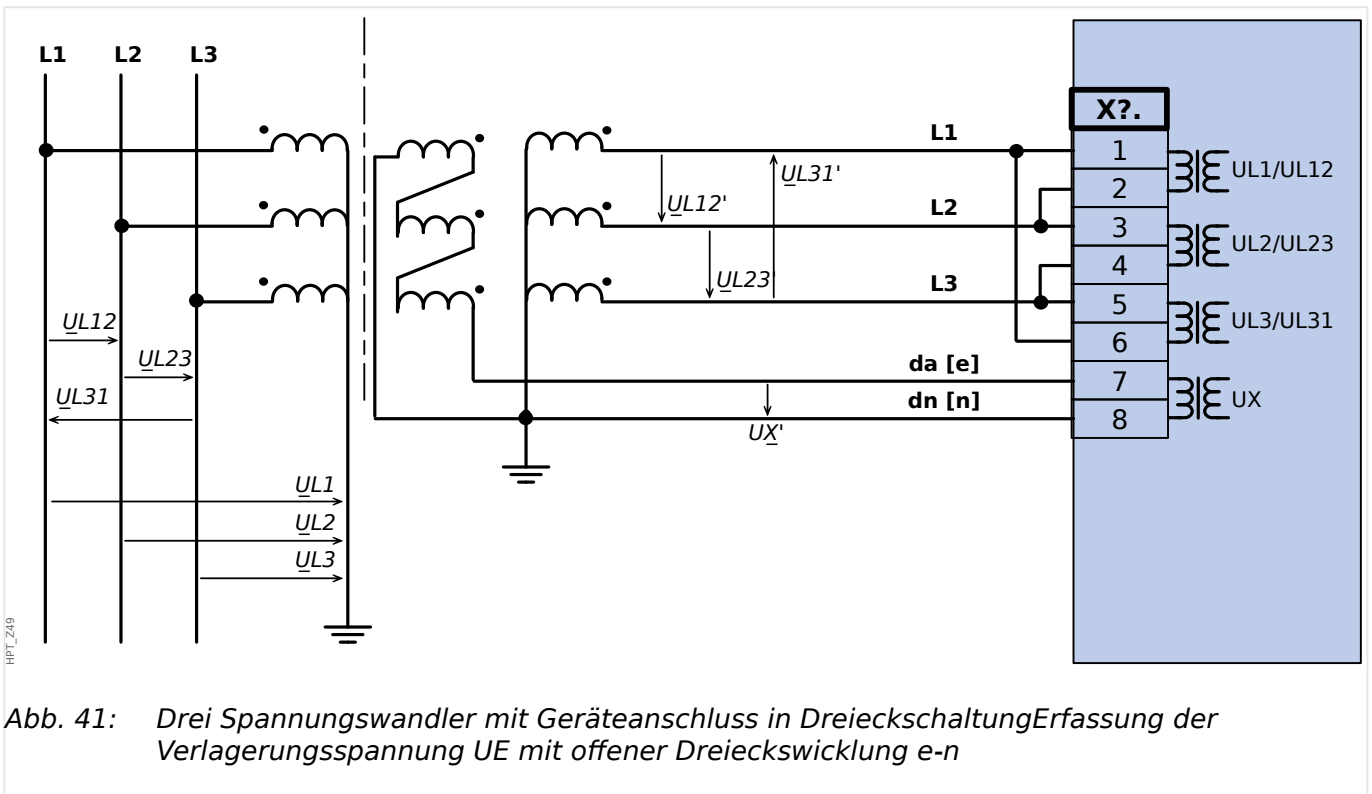 L1 L2 L3
X?.
L1
1
UL31'
UL1/UL12
2
UL12'
L2
3
UL2/UL23
4
UL23'
L3
5
UL12
UL3/UL31
6
UL23
da [e]
7
UL31
dn [n]
UX
8
UX'
UL1
UL2
UL3
HPT_Z49
Abb. 41: Drei Spannungswandler mit Geräteanschluss in DreieckschaltungErfassung der
Verlagerungsspannung UE mit offener Dreieckswicklung e-n